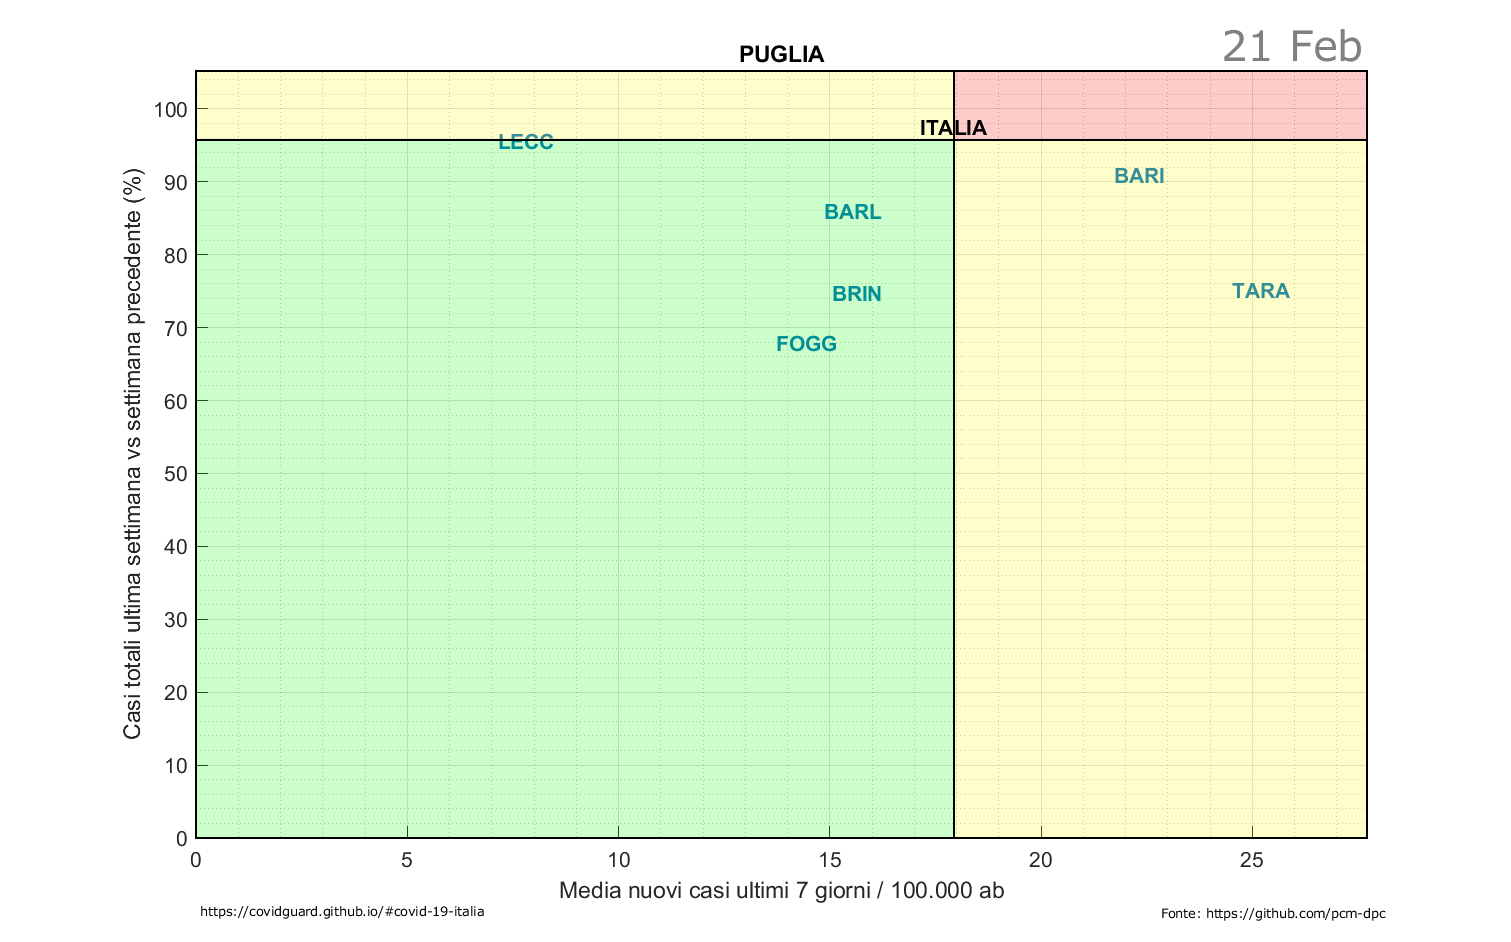 21 Feb
PUGLIA
100
ITALIA
LECC
90
BARI
BARL
80
BRIN
TARA
70
FOGG
60
50
40
30
20
10
0
Casi totali ultima settimana vs settimana precedente (%)
0 5 10 15 20 25
Media nuovi casi ultimi 7 giorni / 100.000 ab
https://covidguard.github.io/#covid-19-italia
Fonte: https://github.com/pcm-dpc